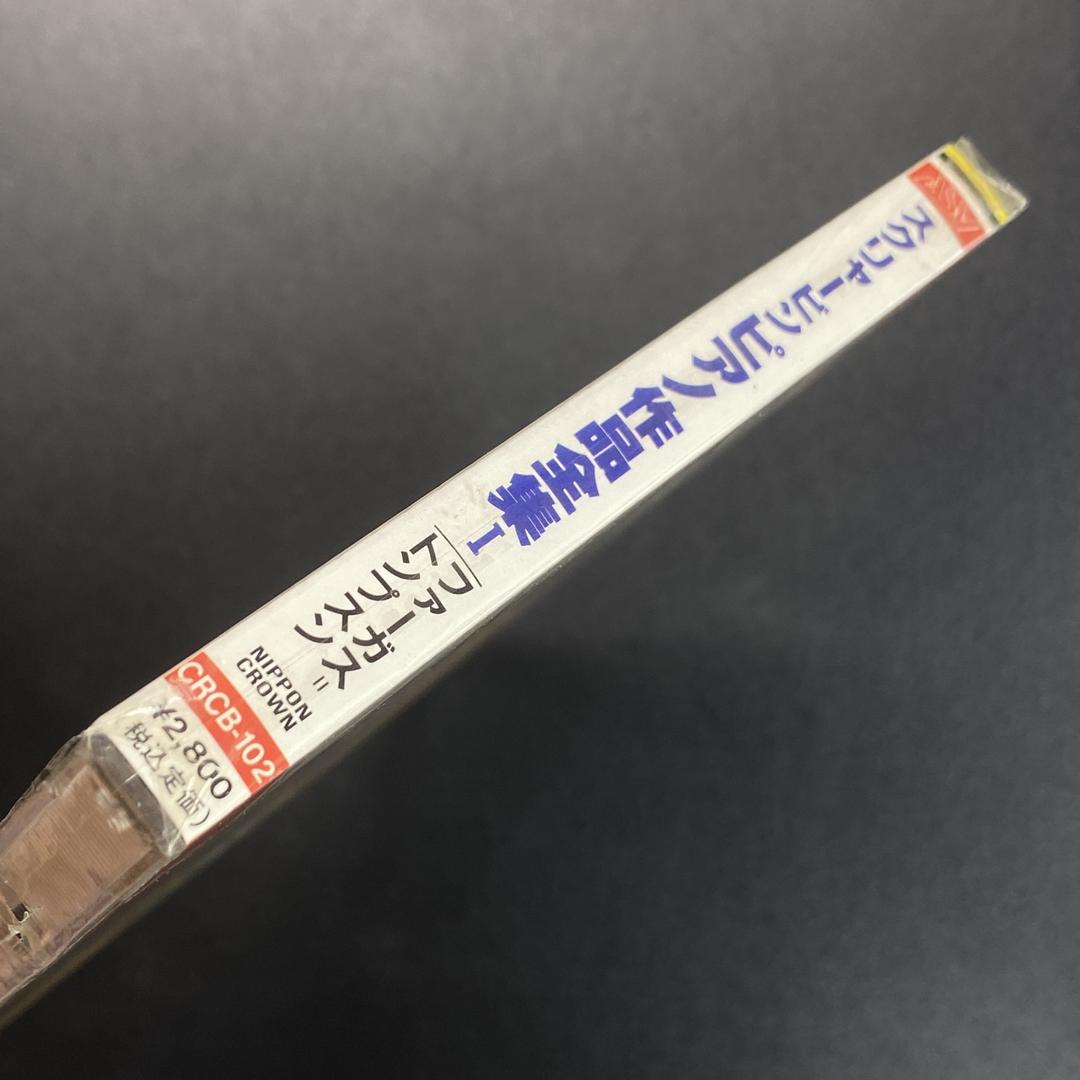 スクリャービン ピアノ作品全集 I
ファーガス＝
トンプスン
NIPPON
CROWN
CRCB-102
¥2,800
税込定価)